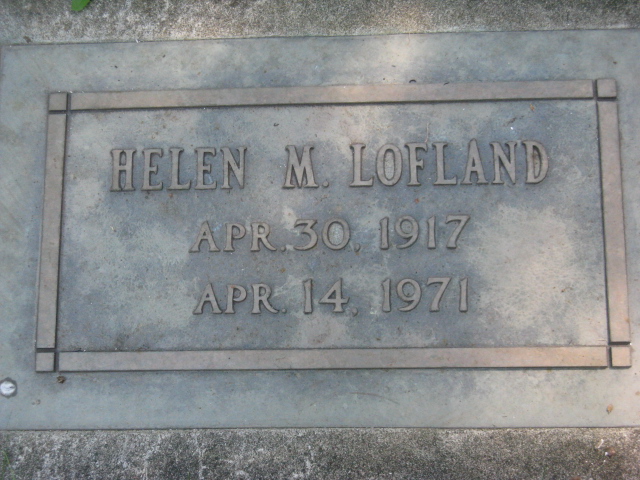 HELEN M. LOFLAND
APR. 30, 1917
APR. 14, 1971